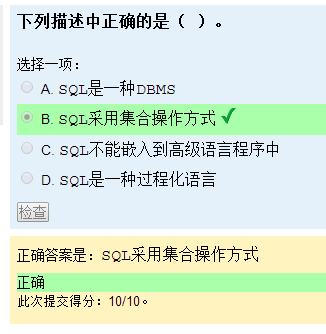 下列描述中正确的是（ ）。
选择一项：
A. SQL是一种DBMS
B. SQL采用集合操作方式
C. SQL不能嵌入到高级语言程序中
D. SQL是一种过程化语言
检查
正确答案是：SQL采用集合操作方式
正确
此次提交得分：10/10。